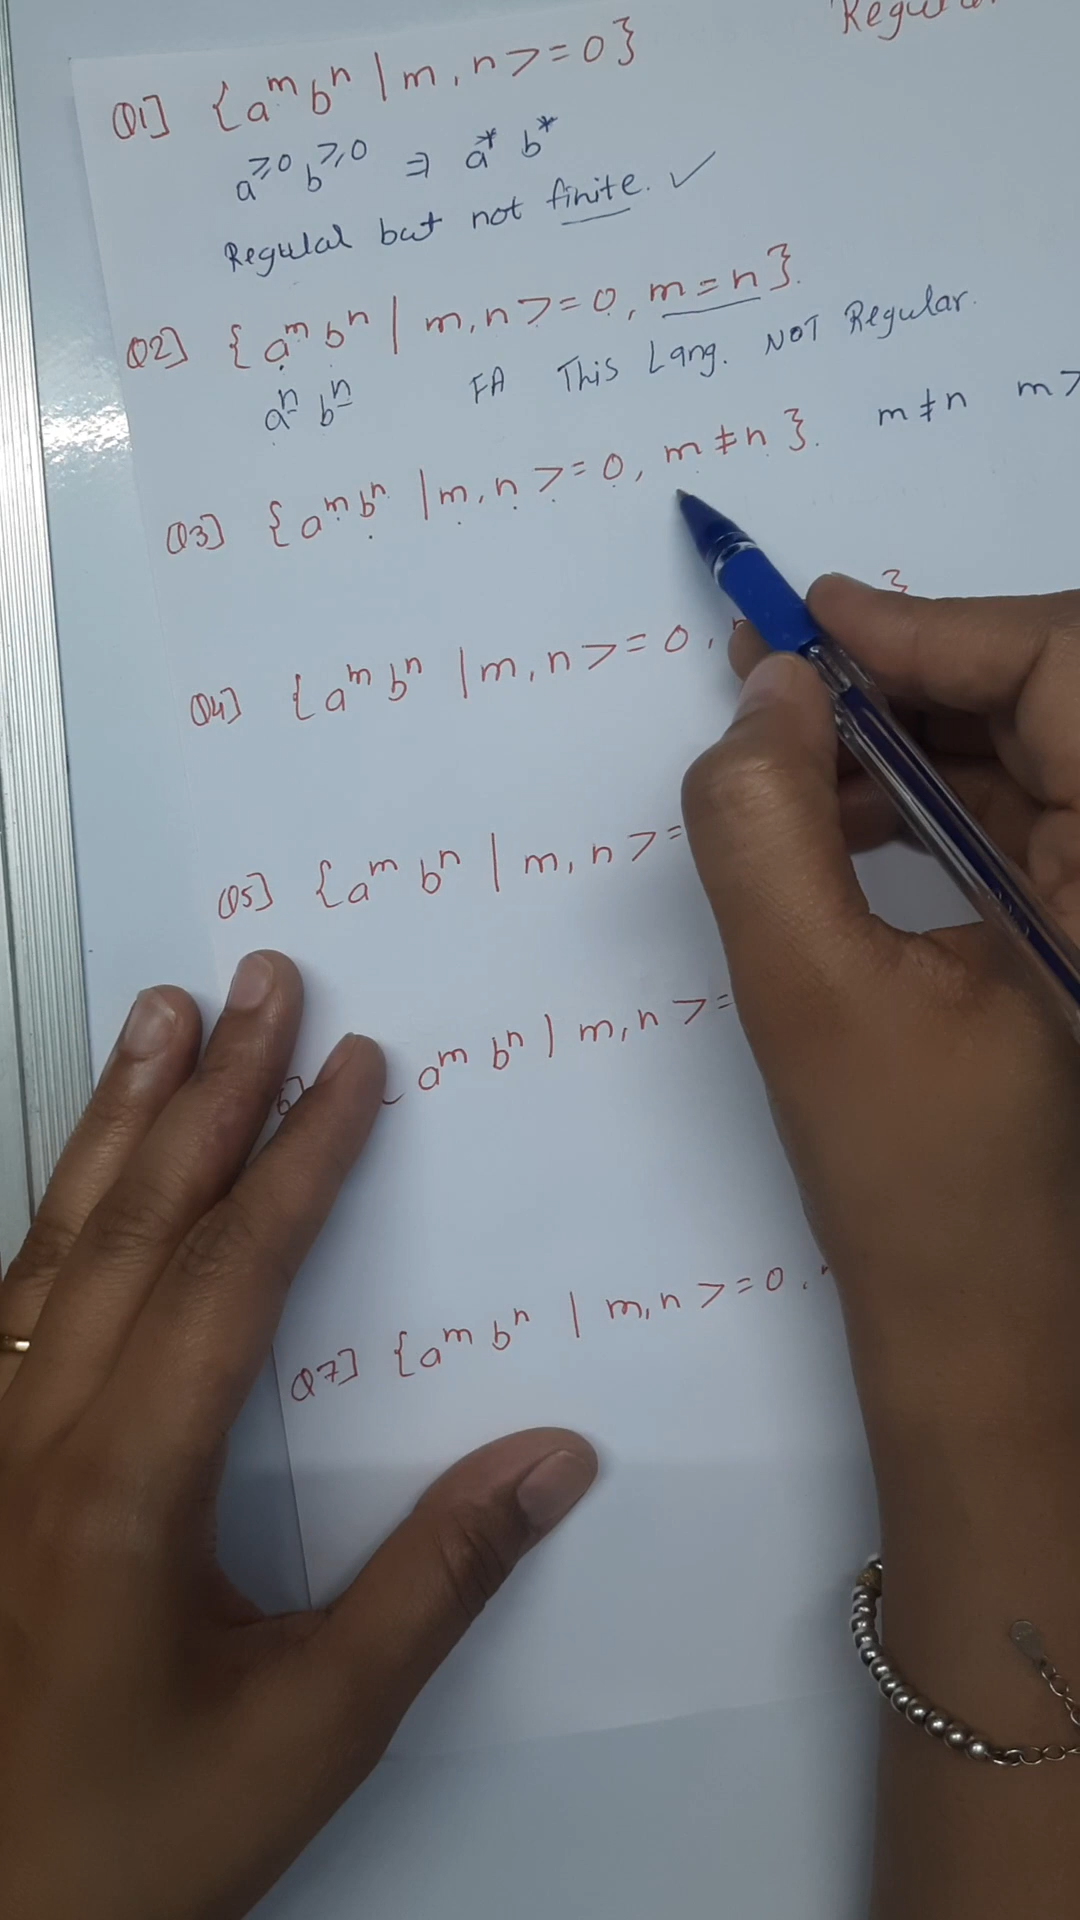 Q1] {a^m b^n | m, n >= 0}
a^≥0 b^≥0 ⇒ a^* b^*
Regular but not finite. ✓
Q2] {a^m b^n | m, n >= 0, m = n}.
a^n b^n FA This Lang. NOT Regular.
Q3] {a^m b^n | m, n >= 0, m ≠ n}. m ≠ n m >
Q4] {a^m b^n | m, n >= 0, }
Q5] {a^m b^n | m, n >=
6] { a^m b^n | m, n >=
Q7] {a^m b^n | m, n >= 0,